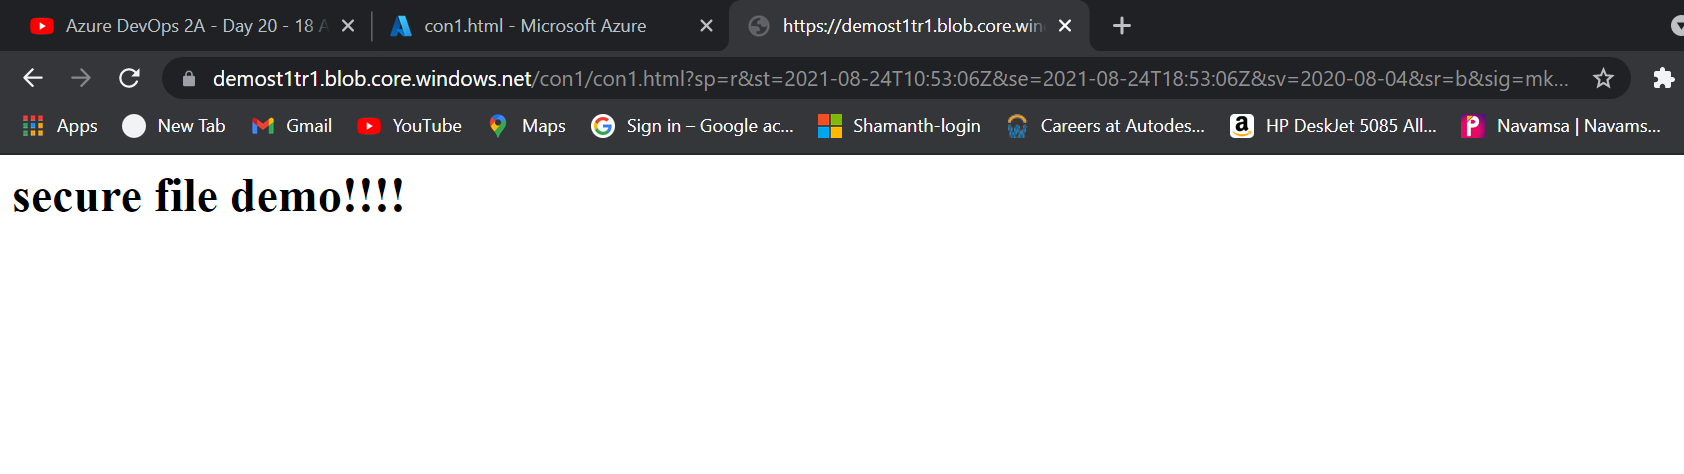 Azure DevOps 2A - Day 20 - 18 A
con1.html - Microsoft Azure
https://demost1tr1.blob.core.win
demost1tr1.blob.core.windows.net/con1/con1.html?sp=r&st=2021-08-24T10:53:06Z&se=2021-08-24T18:53:06Z&sv=2020-08-04&sr=b&sig=mk...
Apps New Tab Gmail YouTube Maps Sign in – Google ac... Shamanth-login Careers at Autodes... HP DeskJet 5085 All... Navamsa | Navams...
secure file demo!!!!